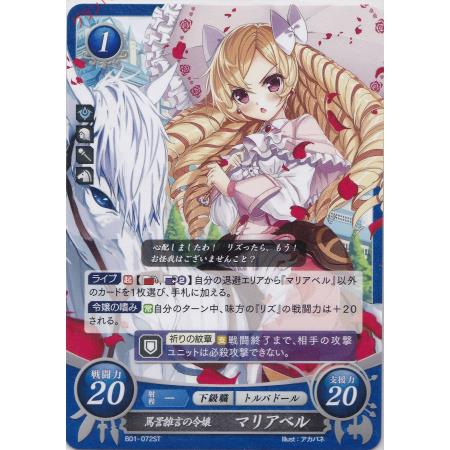 1
心配しましたわ! リズったら、もう!
お怪我はございませんこと?
ライブ 起 自分の退避エリアから『マリアベル』以外
のカードを1枚選び、手札に加える。
令嬢の嗜み 常 自分のターン中、味方の『リズ』の戦闘力は+20
される。
祈りの紋章 支 戦闘終了まで、相手の攻撃
ユニットは必殺攻撃できない。
戦闘力
20
射程 一
下級職
トルバドール
支援力
20
罵詈雑言の令嬢 マリアベル
B01-072ST
Illust:アカバネ